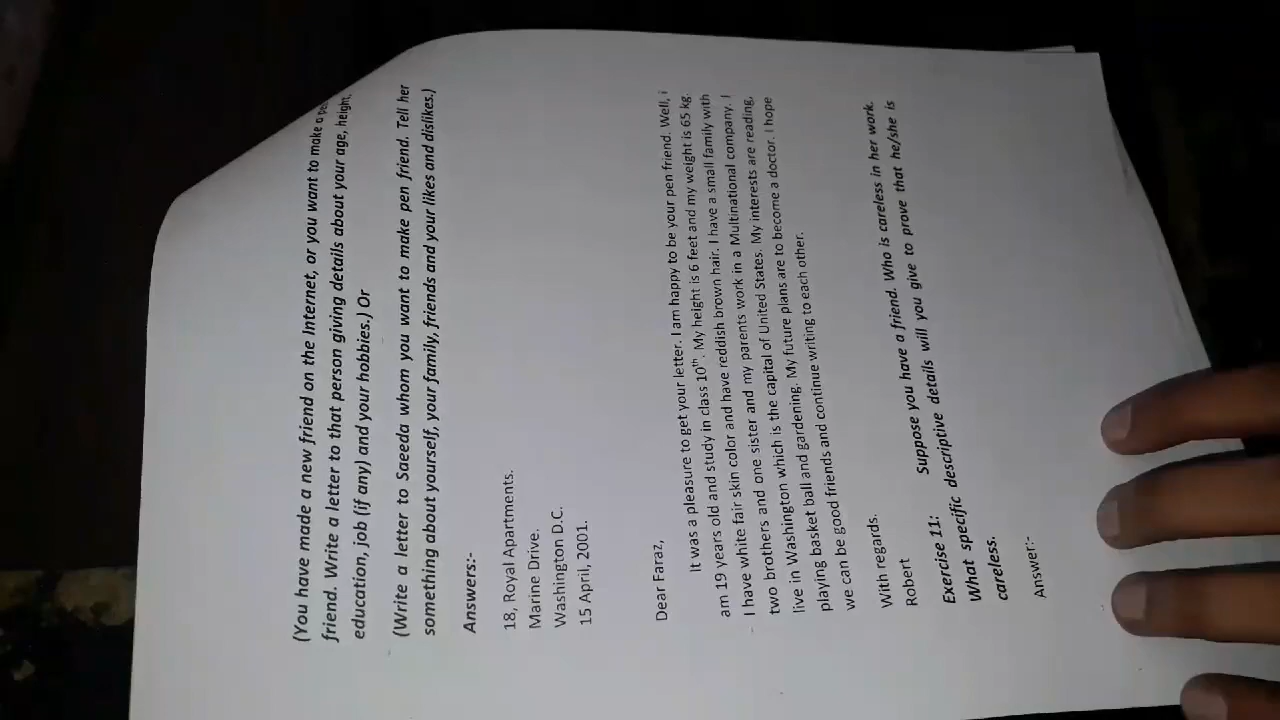 (You have made a new friend on the Internet, or you want to make a
friend. Write a letter to that person giving details about your age, height,
education, job (if any) and your hobbies.) Or
(Write a letter to Saeeda whom you want to make pen friend. Tell her
something about yourself, your family, friends and your likes and dislikes.)
Answers:-
18, Royal Apartments.
Marine Drive.
Washington D.C.
15 April, 2001.
Dear Faraz,
It was a pleasure to get your letter. I am happy to be your pen friend. Well, i
am 19 years old and study in class 10th. My height is 6 feet and my weight is 65 kg.
I have white fair skin color and have reddish brown hair. I have a small family with
two brothers and one sister and my parents work in a Multinational company. I
live in Washington which is the capital of United States. My interests are reading,
playing basket ball and gardening. My future plans are to become a doctor. I hope
we can be good friends and continue writing to each other.
With regards.
Robert
Exercise 11: Suppose you have a friend. Who is careless in her work.
What specific descriptive details will you give to prove that he/she is
careless.
Answer:-